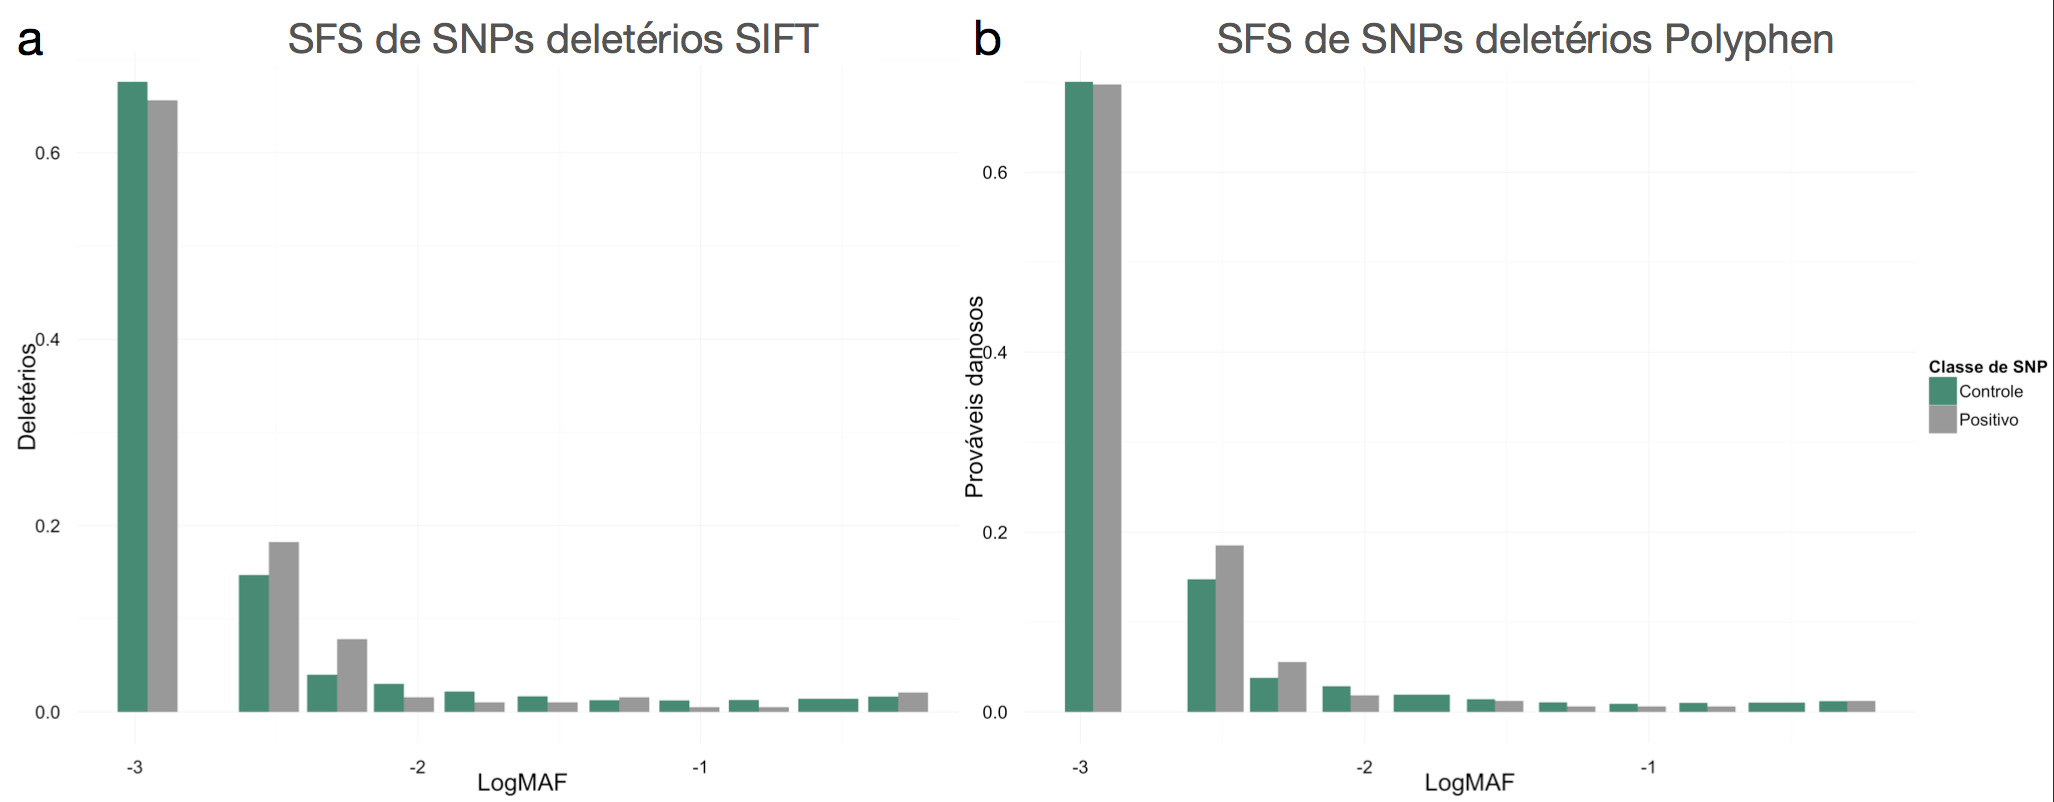 a
SFS de SNPs deletérios SIFT
Deletérios
0.6
0.4
0.2
0.0
-3
-2
-1
LogMAF
b
SFS de SNPs deletérios Polyphen
Prováveis danosos
0.6
0.4
0.2
0.0
-3
-2
-1
LogMAF
Classe de SNP
Controle
Positivo